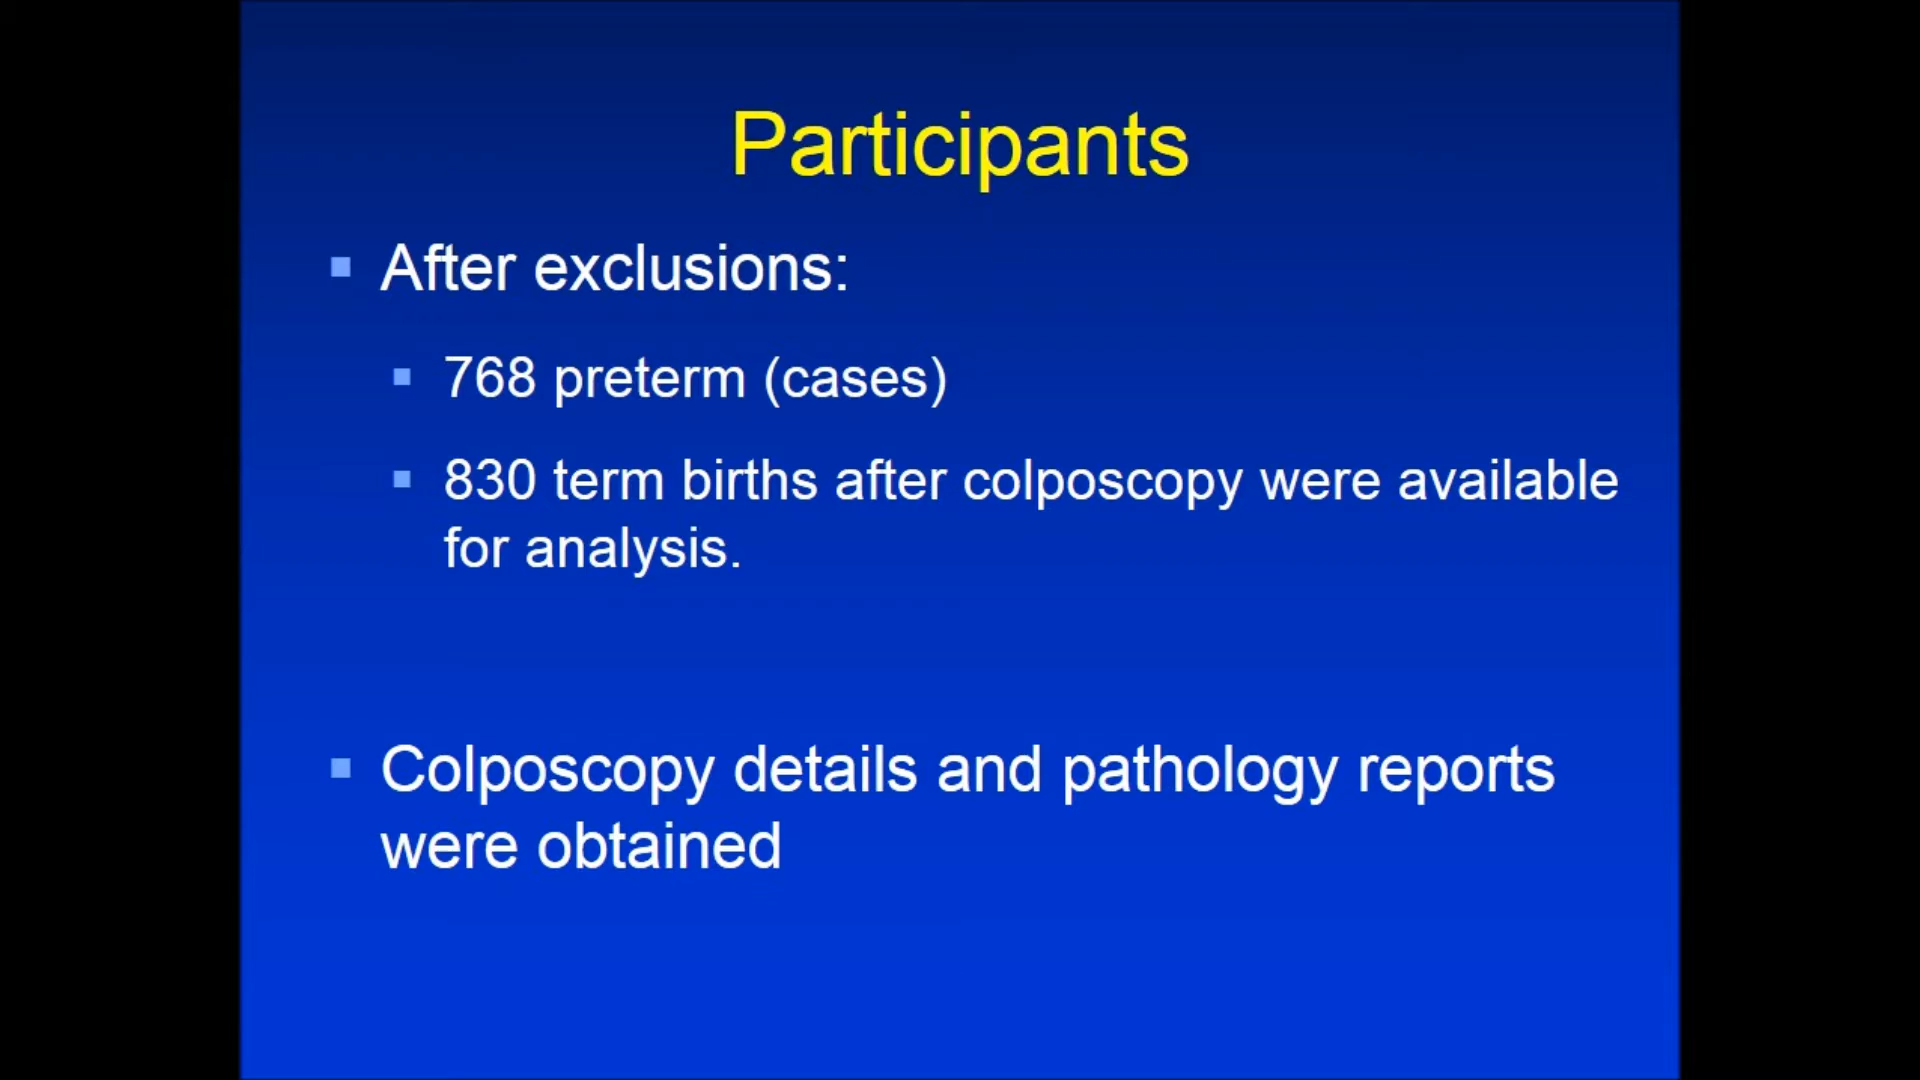 Participants
After exclusions:
768 preterm (cases)
830 term births after colposcopy were available
for analysis.
Colposcopy details and pathology reports
were obtained